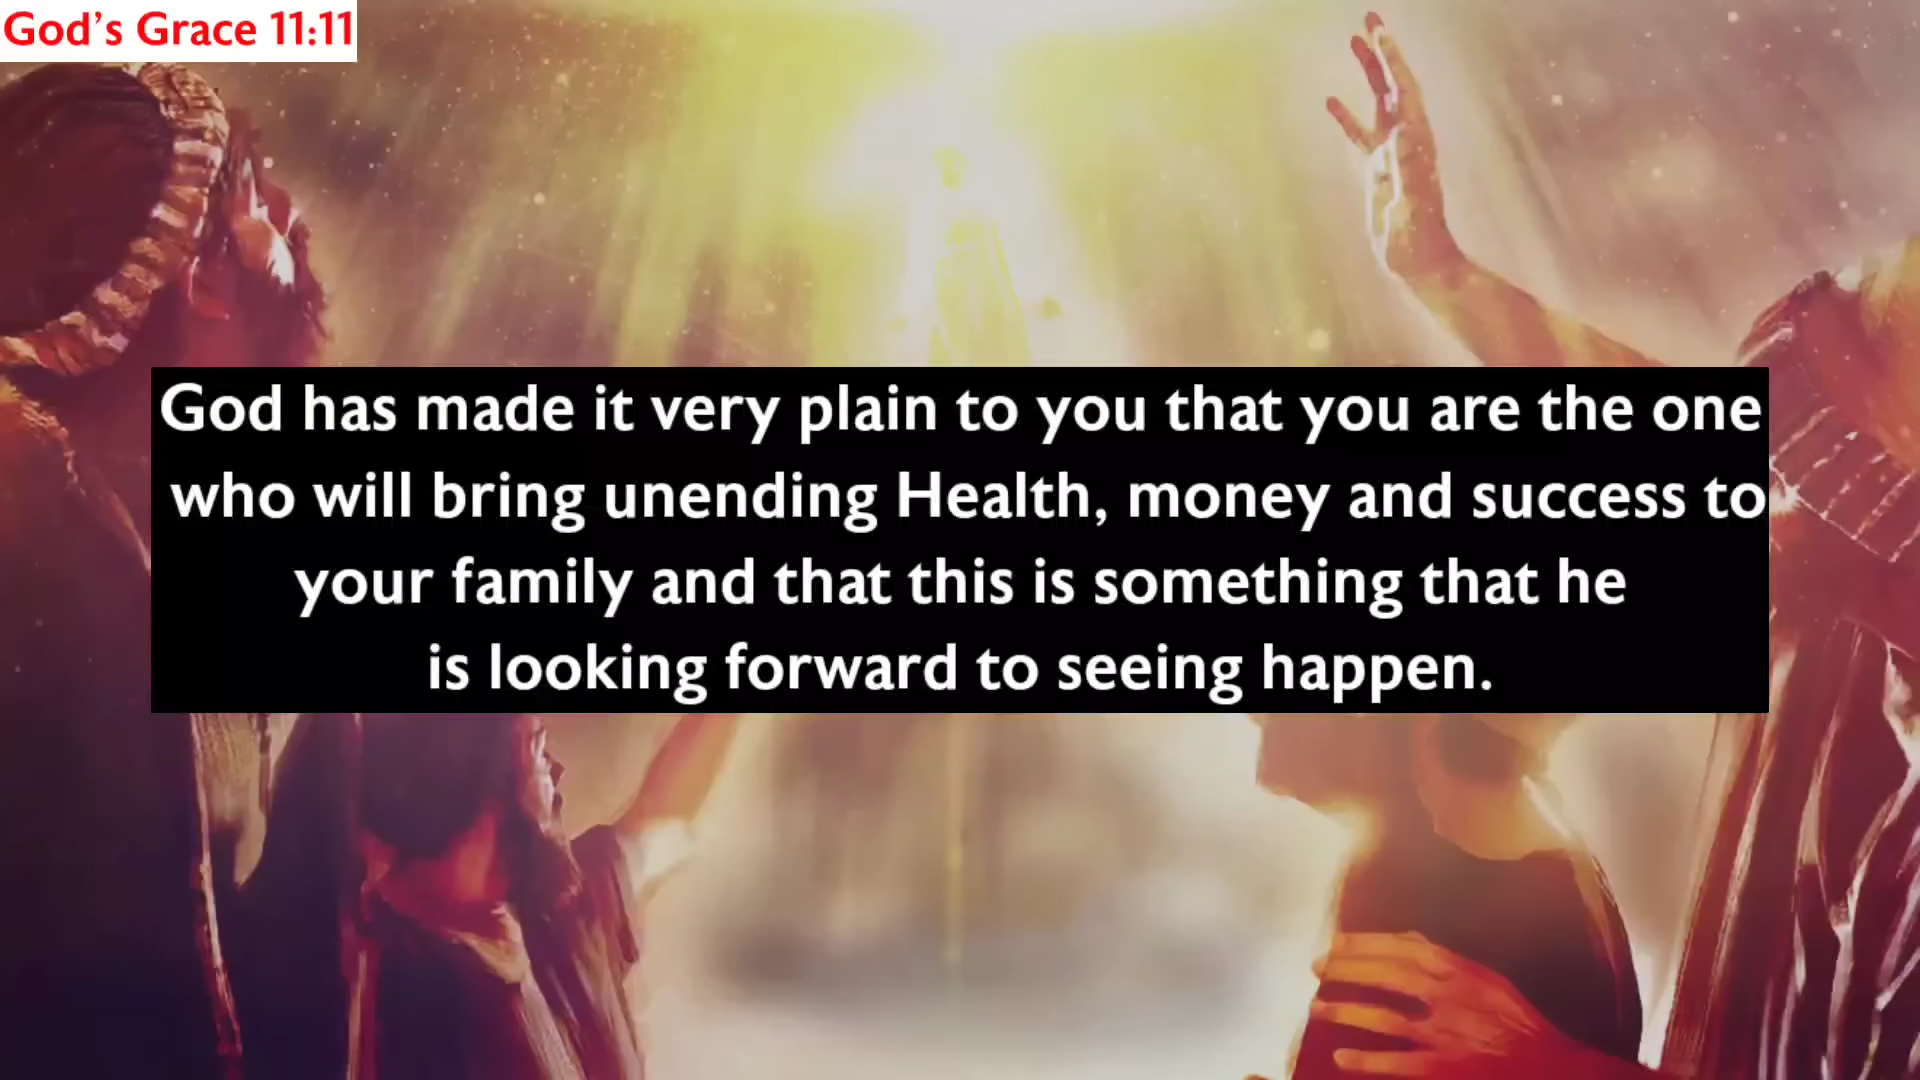 God's Grace 11:11
God has made it very plain to you that you are the one
who will bring unending Health, money and success to
your family and that this is something that he
is looking forward to seeing happen.